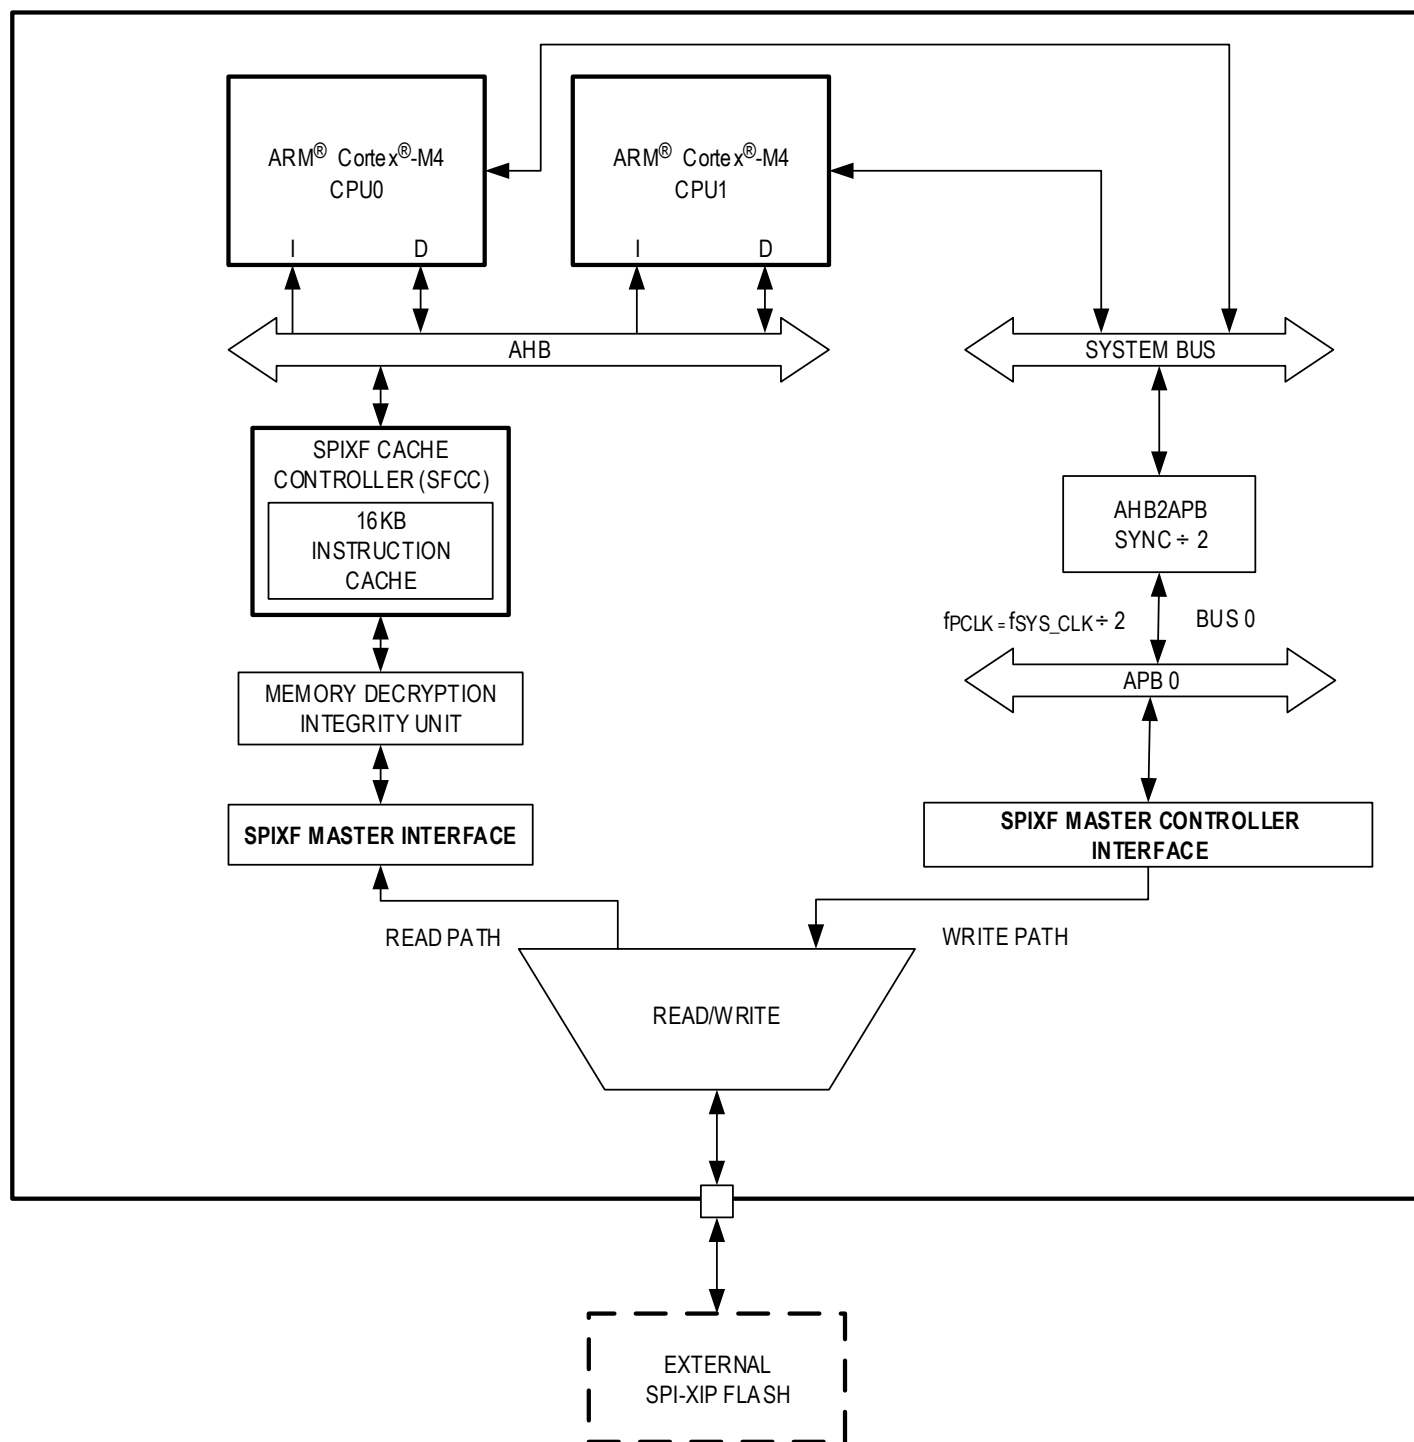 ARM® Cortex®-M4
CPU0
I D
ARM® Cortex®-M4
CPU1
I D
AHB
SYSTEM BUS
SPIXF CACHE
CONTROLLER (SFCC)
16KB
INSTRUCTION
CACHE
AHB2APB
SYNC ÷ 2
fPCLK = fSYS_CLK ÷ 2
BUS 0
MEMORY DECRYPTION
INTEGRITY UNIT
APB 0
SPIXF MASTER INTERFACE
SPIXF MASTER CONTROLLER
INTERFACE
READ PATH
WRITE PATH
READ/WRITE
EXTERNAL
SPI-XIP FLASH